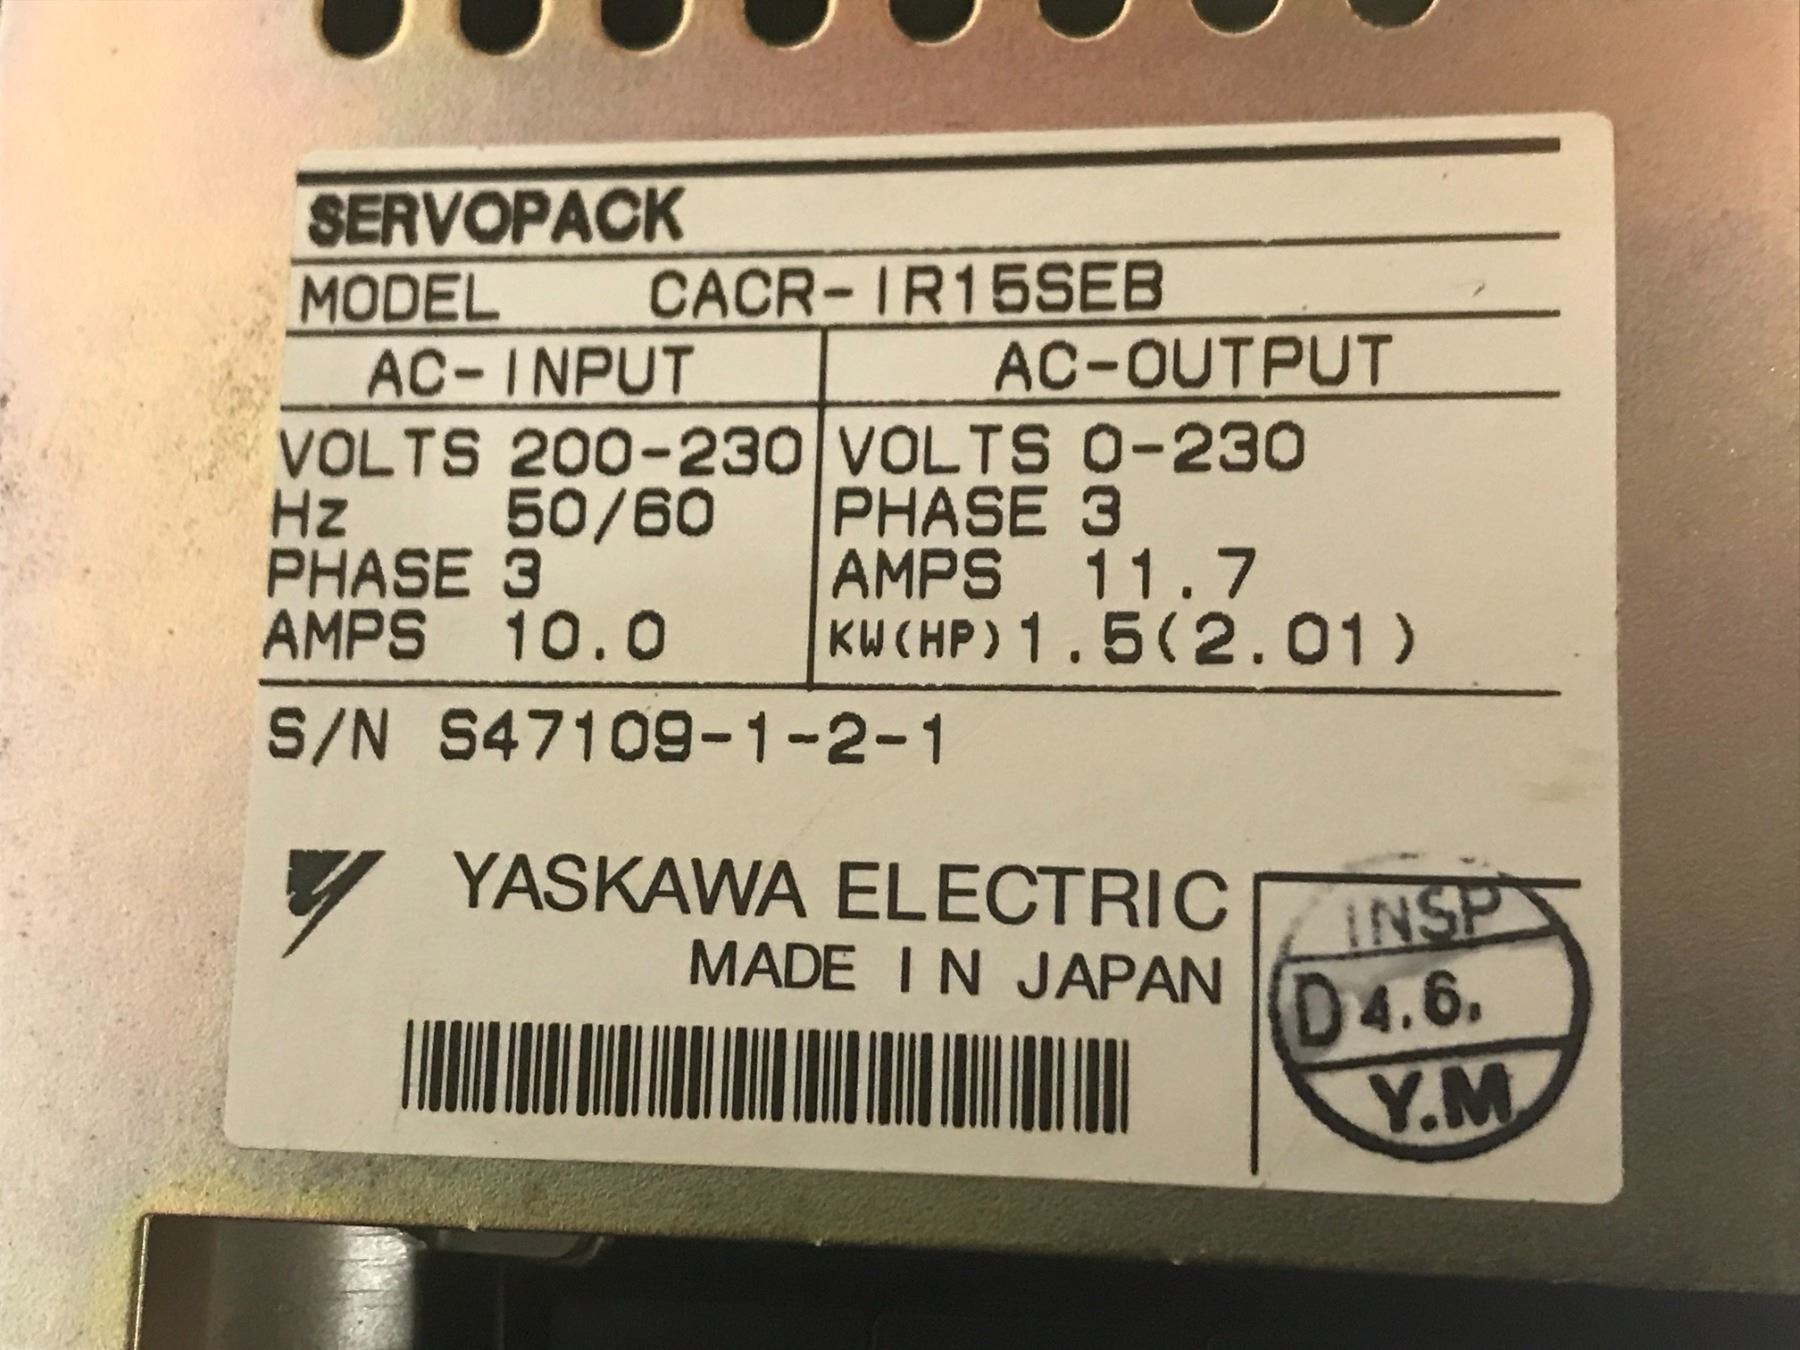 SERVOPACK
MODEL CACR-IR15SEB
AC-INPUT AC-OUTPUT
VOLTS 200-230 VOLTS 0-230
Hz 50/60 PHASE 3
PHASE 3 AMPS 11.7
AMPS 10.0 KW(HP) 1.5(2.01)
S/N S47109-1-2-1
YASKAWA ELECTRIC
MADE IN JAPAN
INSP
D 4.6.
Y.M